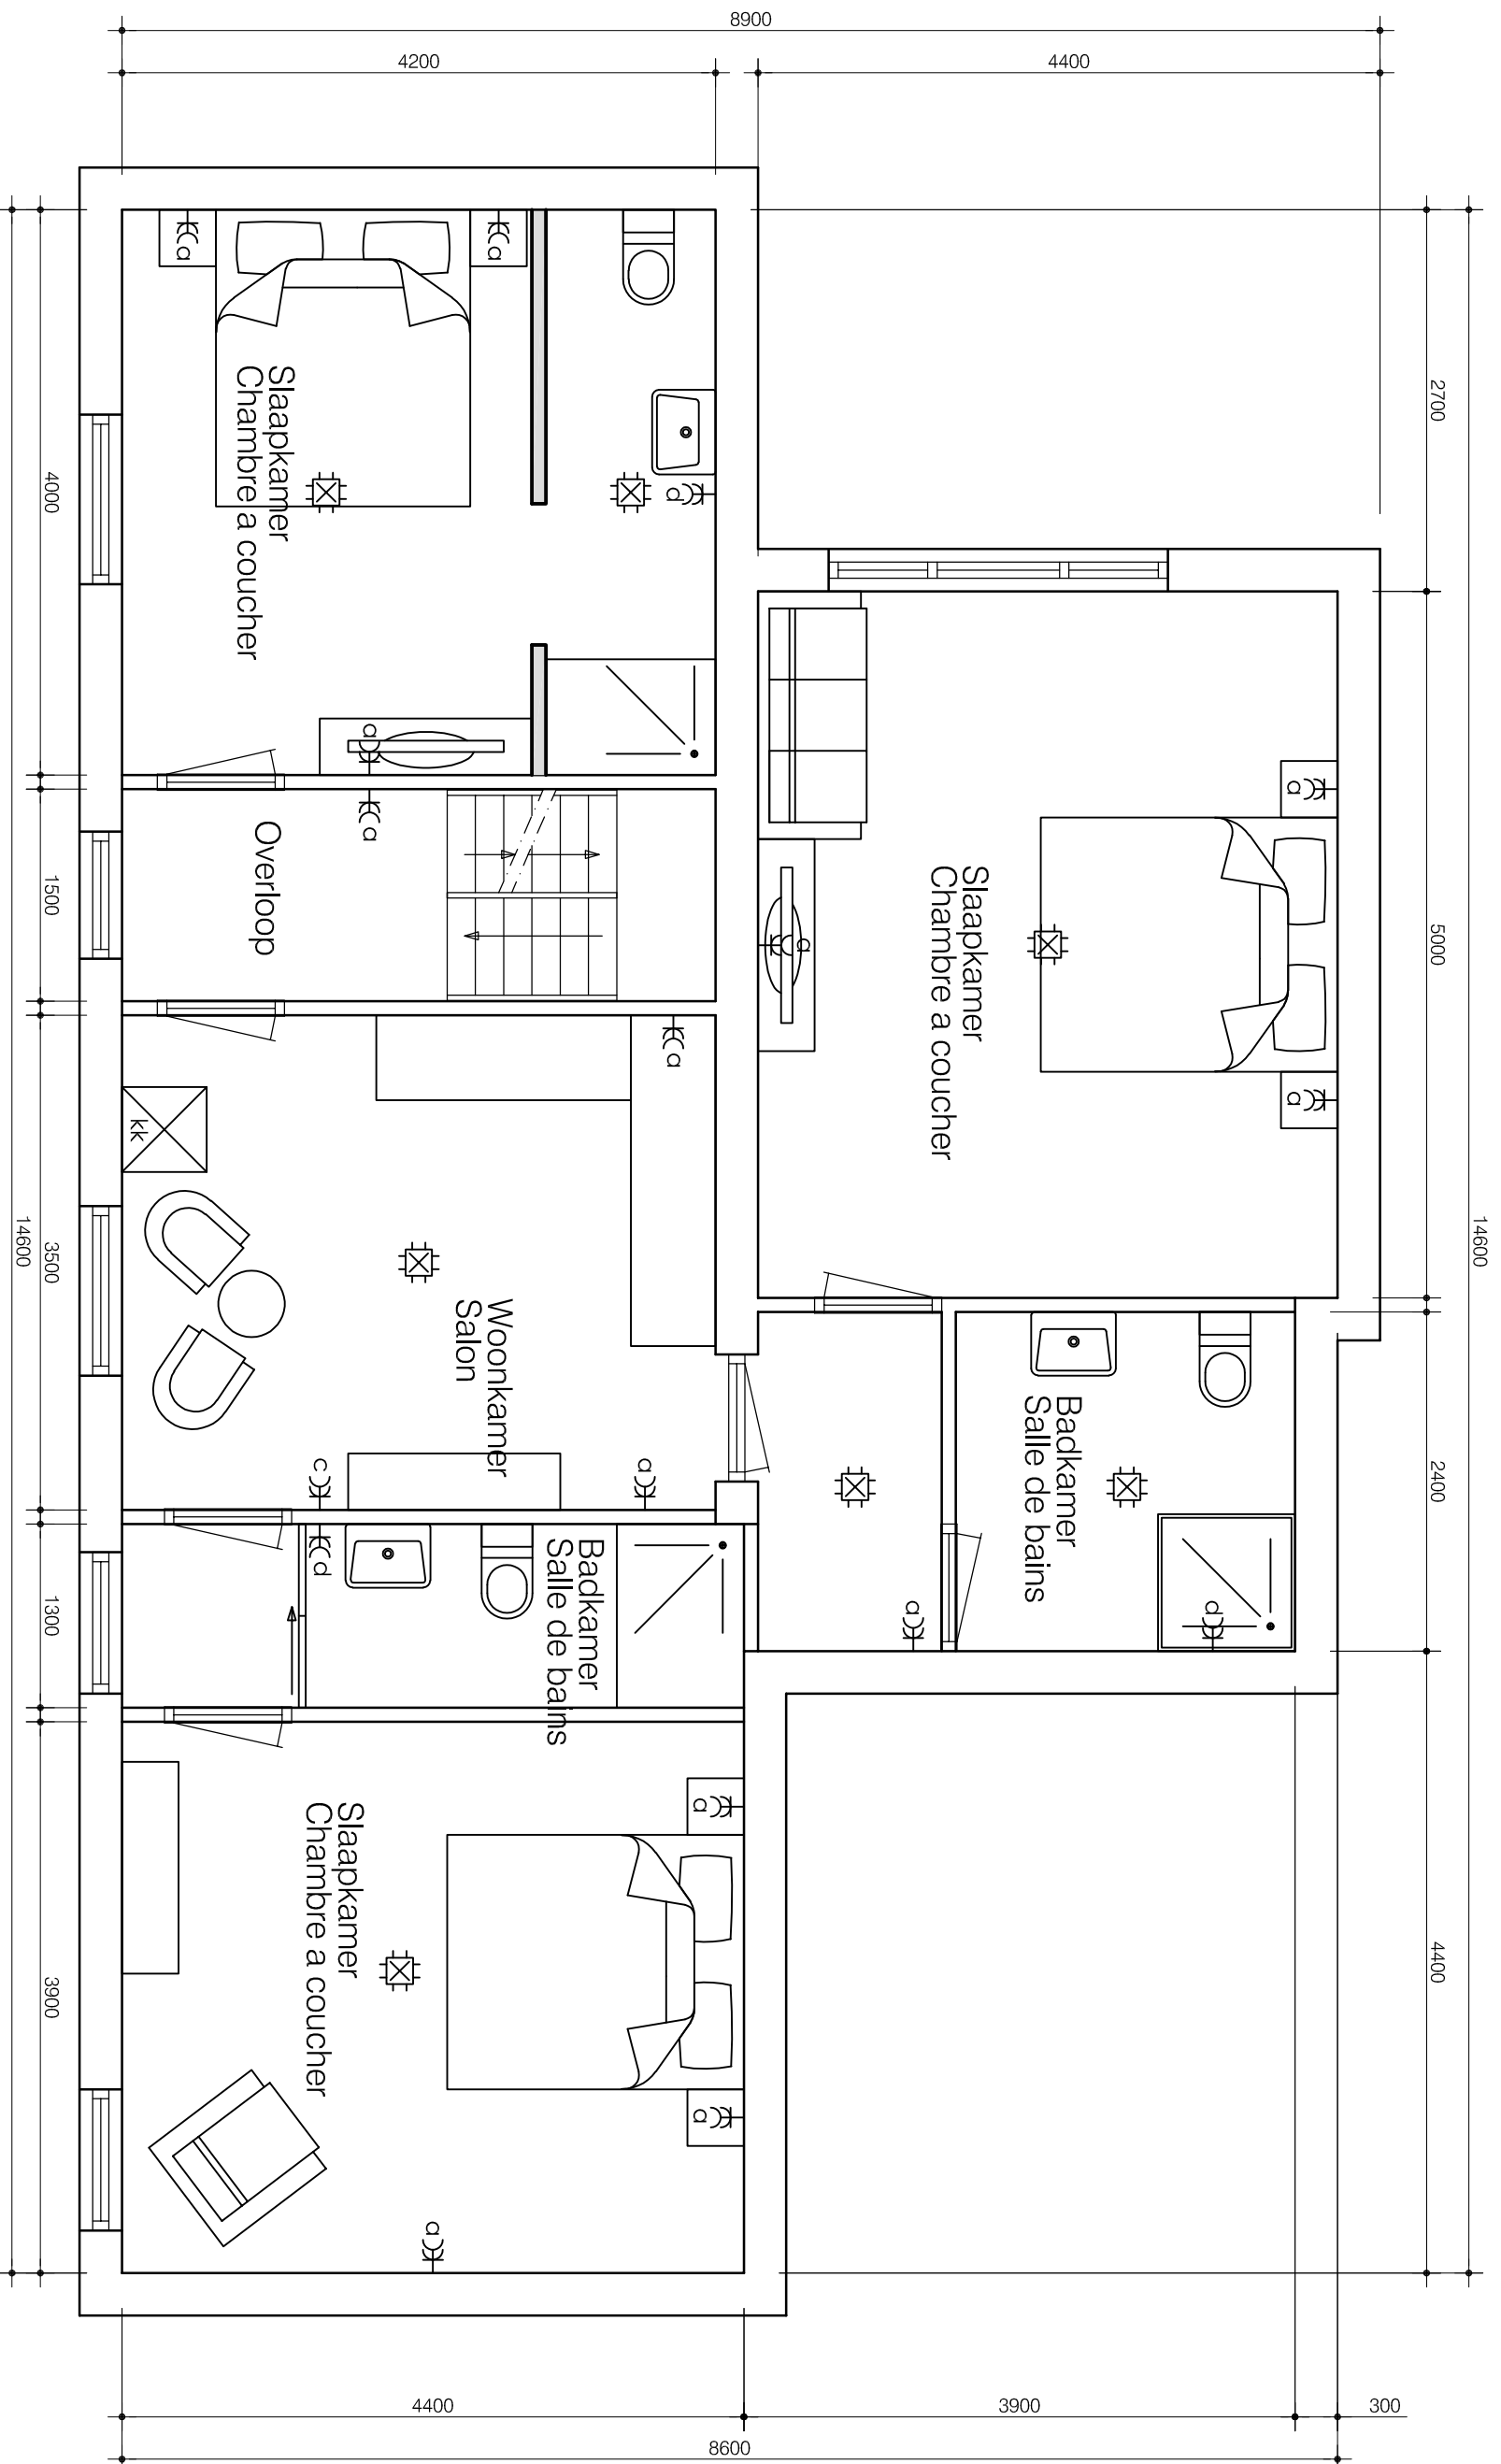 8900
4200
4400
2700
5000
2400
4400
14600
4000
1500
3500
1300
3900
14600
a
a
Slaapkamer
Chambre a coucher
d
a
a
Overloop
Slaapkamer
Chambre a coucher
a
a
a
a
kk
Woonkamer
Salon
c
a
d
Badkamer
Salle de bains
Badkamer
Salle de bains
a
a
Slaapkamer
Chambre a coucher
a
a
a
4400
3900
300
8600